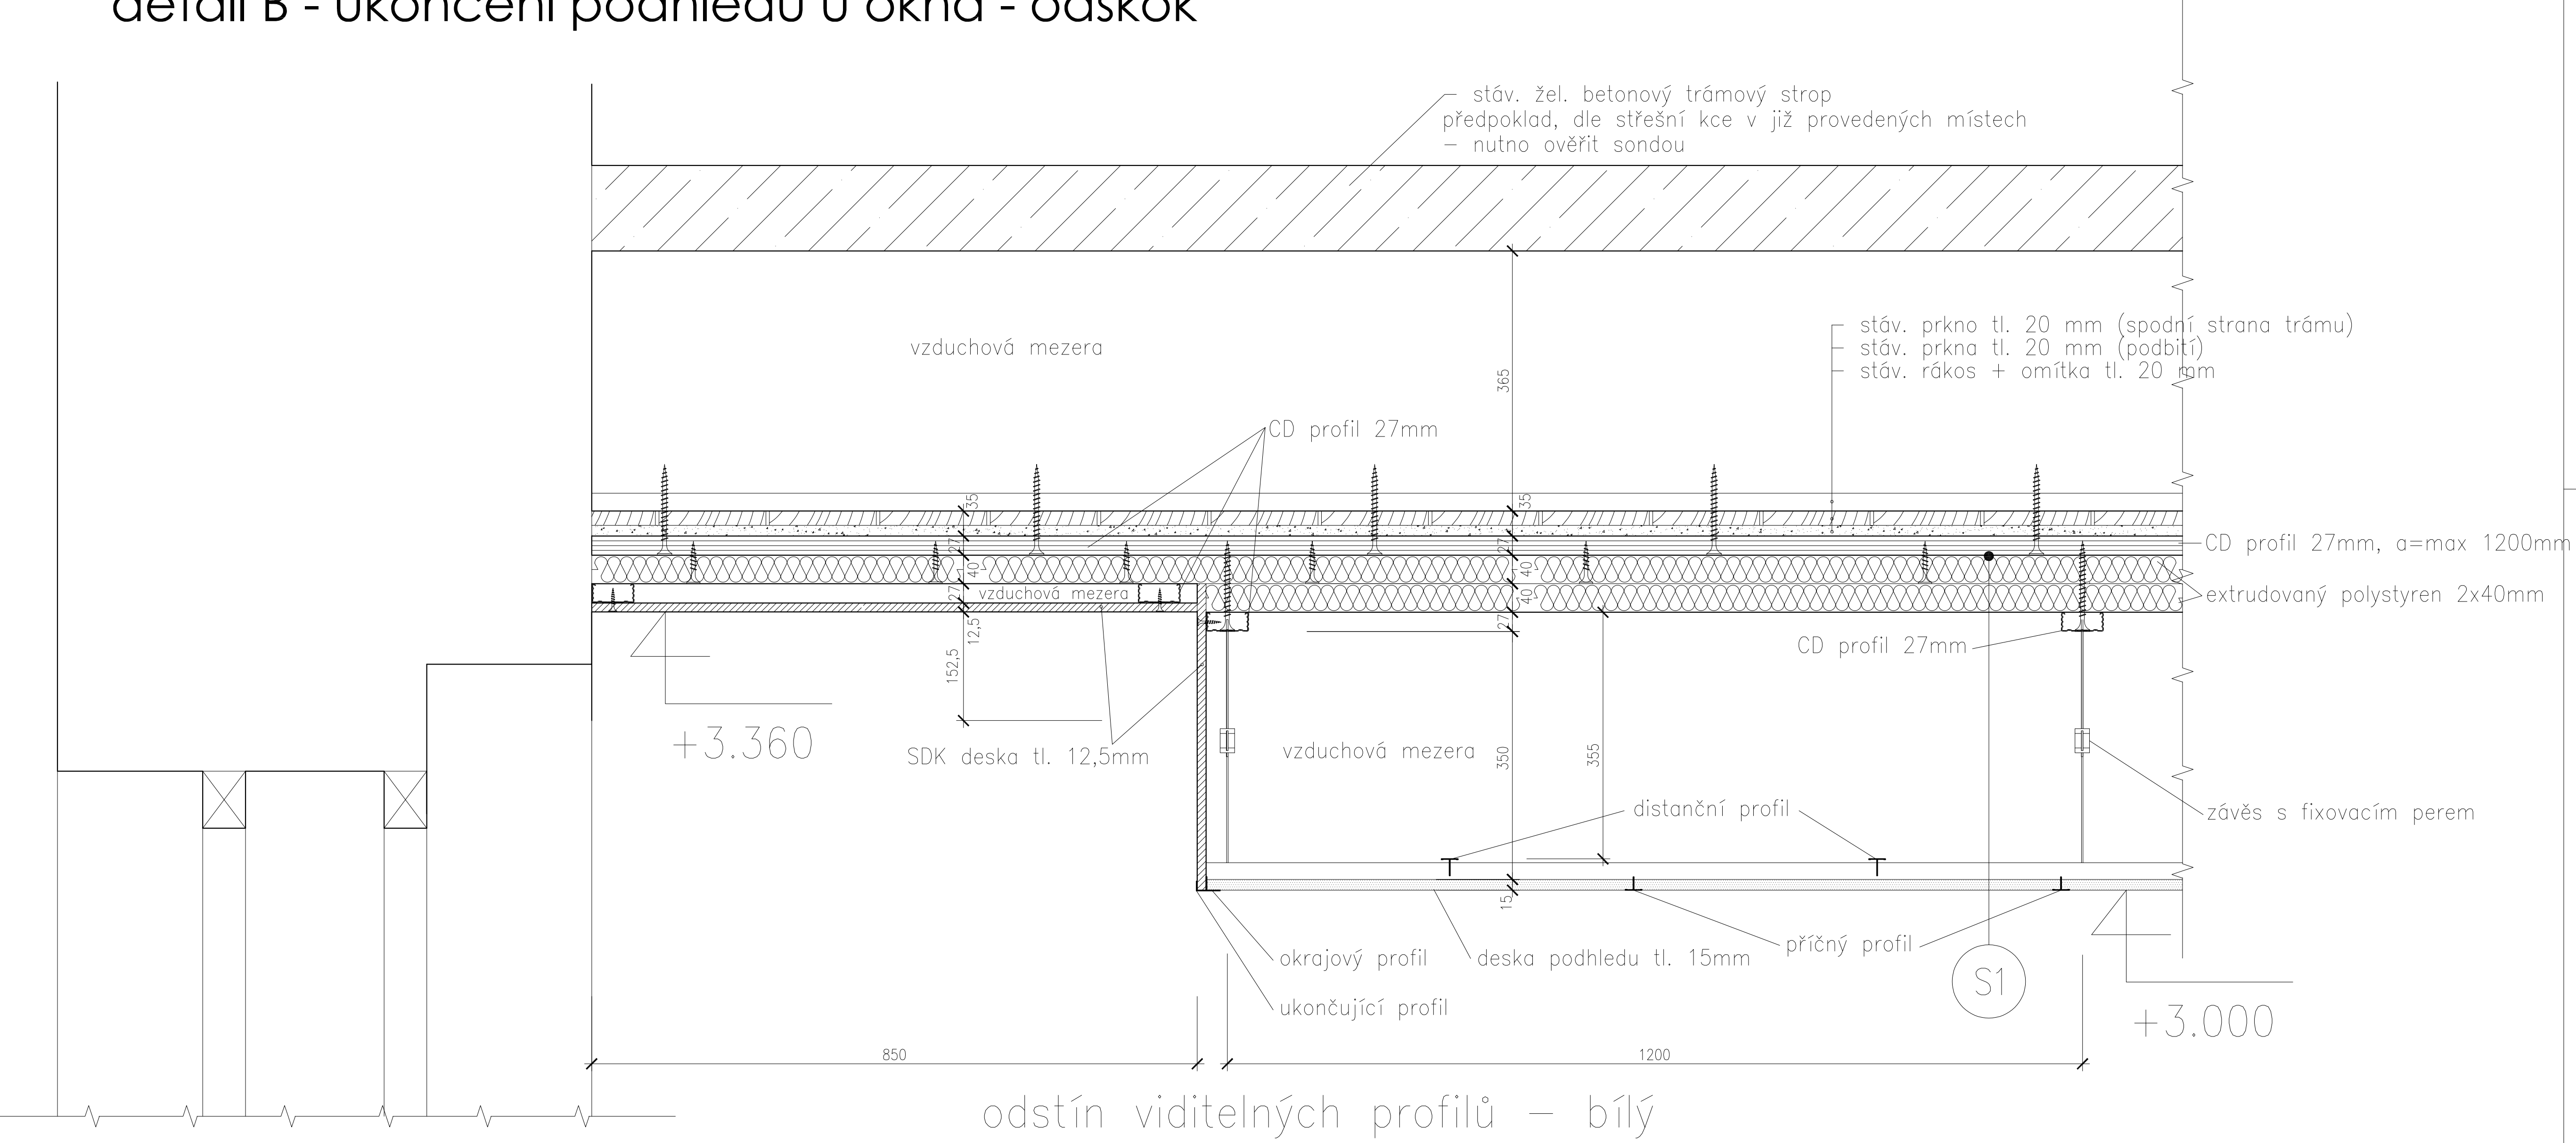 detail B - ukončení podhledu u okna - odskok
stáv. žel. betonový trámový strop
předpoklad, dle střešní kce v již provedených místech
– nutno ověřit sondou
vzduchová mezera
365
stáv. prkno tl. 20 mm (spodní strana trámu)
stáv. prkna tl. 20 mm (podbití)
stáv. rákos + omítka tl. 20 mm
CD profil 27mm
35
35
27
27
CD profil 27mm, a=max 1200mm
40
40
27
vzduchová mezera
40
extrudovaný polystyren 2x40mm
12,5
27
152,5
CD profil 27mm
+3.360
SDK deska tl. 12,5mm
vzduchová mezera
350
355
distanční profil
závěs s fixovacím perem
15
okrajový profil
deska podhledu tl. 15mm
příčný profil
S1
ukončující profil
+3.000
850
1200
odstín viditelných profilů – bílý